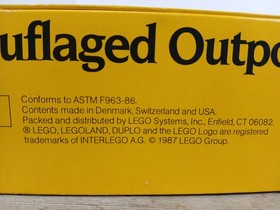 uflaged Outpo
Conforms to ASTM F963-86.
Contents made in Denmark, Switzerland and USA.
Packed and distributed by LEGO Systems, Inc., Enfield, CT 06082.
® LEGO, LEGOLAND, DUPLO and the LEGO Logo are registered
trademarks of INTERLEGO A.G. © 1987 LEGO Group.